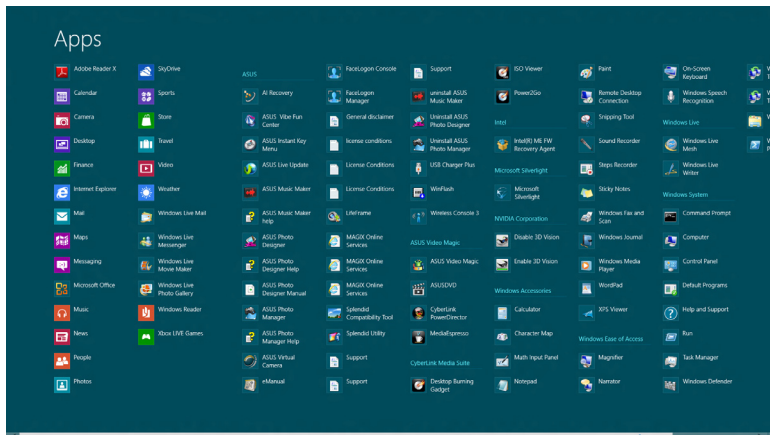 Apps
Adobe Reader X
Calendar
Camera
Desktop
Finance
Internet Explorer
Mail
Maps
Messaging
Microsoft Office
Music
News
People
Photos
SkyDrive
Sports
Store
Travel
Video
Weather
Windows Live Mail
Windows Live
Messenger
Windows Live
Movie Maker
Windows Live
Photo Gallery
Windows Reader
Xbox LIVE Games
ASUS
AI Recovery
ASUS Vibe Fun
Center
ASUS Instant Key
Menu
ASUS Live Update
ASUS Music Maker
ASUS Music Maker
help
ASUS Photo
Designer
ASUS Photo
Designer Help
ASUS Photo
Designer Manual
ASUS Photo
Manager
ASUS Photo
Manager Help
ASUS Virtual
Camera
eManual
FaceLogon Console
FaceLogon
Manager
General disclaimer
license conditions
License Conditions
License Conditions
LifeFrame
MAGIX Online
Services
MAGIX Online
Services
MAGIX Online
Services
Splendid
Compatibility Tool
Splendid Utility
Support
Support
Support
uninstall ASUS
Music Maker
Uninstall ASUS
Photo Designer
Uninstall ASUS
Photo Manager
USB Charger Plus
WinFlash
Wireless Console 3
ASUS Video Magic
ASUS Video Magic
ASUSDVD
CyberLink
PowerDirector
MediaEspresso
CyberLink Media Suite
Desktop Burning
Gadget
ISO Viewer
Power2Go
Intel
Intel(R) ME FW
Recovery Agent
Microsoft Silverlight
Microsoft
Silverlight
NVIDIA Corporation
Disable 3D Vision
Enable 3D Vision
Windows Accessories
Calculator
Character Map
Math Input Panel
Notepad
Paint
Remote Desktop
Connection
Snipping Tool
Sound Recorder
Steps Recorder
Sticky Notes
Windows Fax and
Scan
Windows Journal
Windows Media
Player
WordPad
XPS Viewer
Windows Ease of Access
Magnifier
Narrator
On-Screen
Keyboard
Windows Speech
Recognition
Windows Live
Windows Live
Mesh
Windows Live
Writer
Windows System
Command Prompt
Computer
Control Panel
Default Programs
Help and Support
Run
Task Manager
Windows Defender